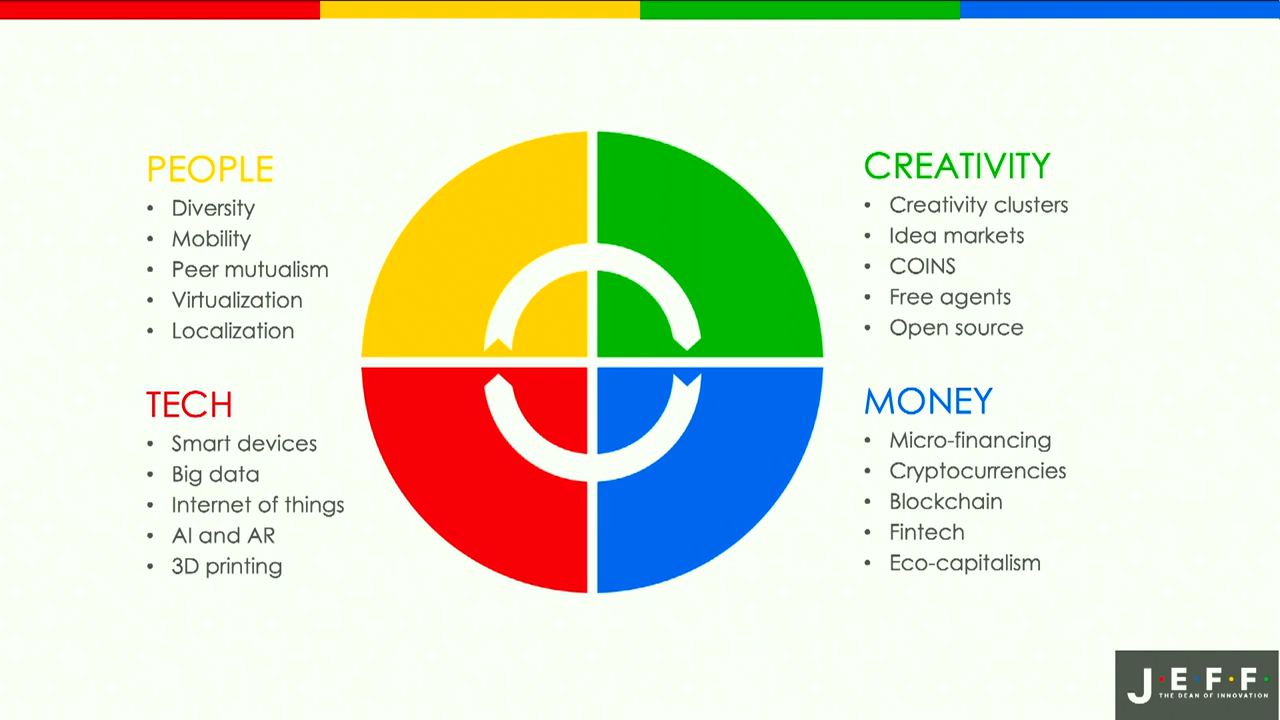 PEOPLE
• Diversity
• Mobility
• Peer mutualism
• Virtualization
• Localization
TECH
• Smart devices
• Big data
• Internet of things
• AI and AR
• 3D printing
CREATIVITY
• Creativity clusters
• Idea markets
• COINS
• Free agents
• Open source
MONEY
• Micro-financing
• Cryptocurrencies
• Blockchain
• Fintech
• Eco-capitalism
J·E·F·F·
THE DEAN OF INNOVATION